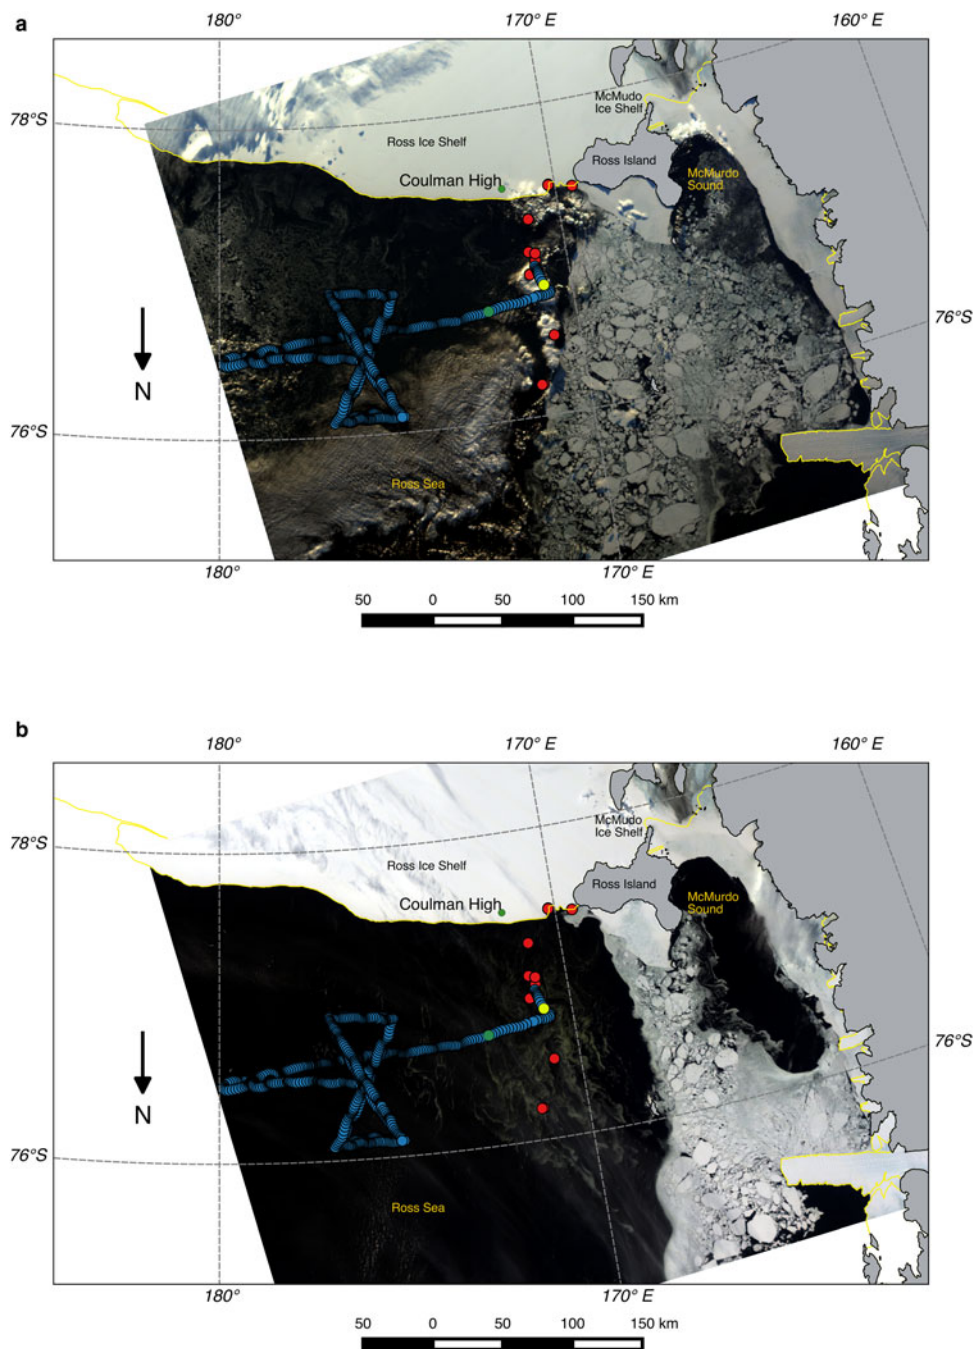 a
180°
170° E
160° E
78°S
McMudo
Ice Shelf
Ross Ice Shelf
Ross Island
McMurdo
Sound
Coulman High
N
76°S
76°S
Ross Sea
180°
170° E
50 0 50 100 150 km
b
180°
170° E
160° E
78°S
McMudo
Ice Shelf
Ross Ice Shelf
Ross Island
McMurdo
Sound
Coulman High
N
76°S
76°S
Ross Sea
180°
170° E
50 0 50 100 150 km